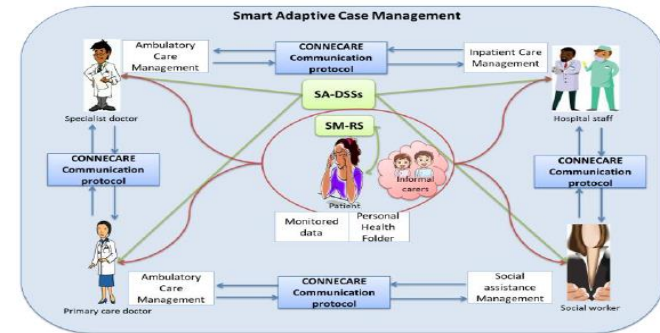 Smart Adaptive Case Management
Ambulatory
Care
Management
CONNECARE
Communication
protocol
Inpatient Care
Management
SA-DSSs
Specialist doctor
Hospital staff
SM-RS
CONNECARE
Communication
protocol
Informal
carers
CONNECARE
Communication
protocol
Patient
Monitored
data
Personal
Health
Folder
Ambulatory
Care
Management
CONNECARE
Communication
protocol
Social
assistance
Management
Primary care doctor
Social worker